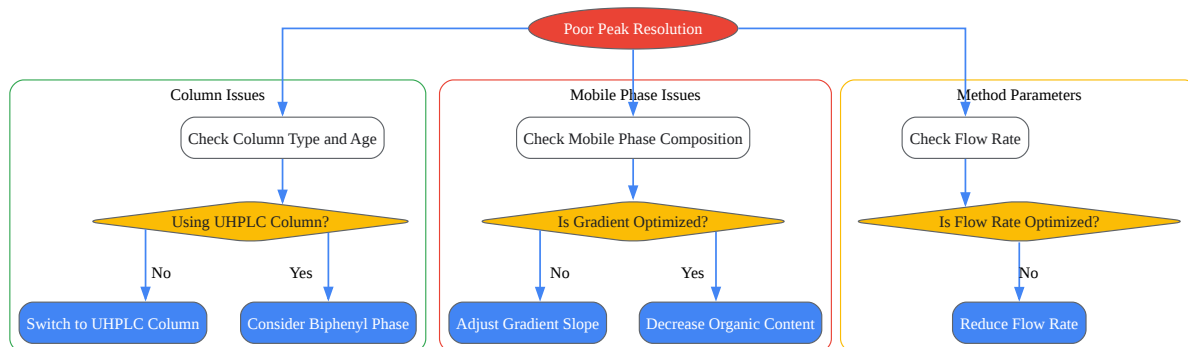 Poor Peak Resolution
Column Issues
Mobile Phase Issues
Method Parameters
Check Column Type and Age
Check Mobile Phase Composition
Check Flow Rate
Using UHPLC Column?
Is Gradient Optimized?
Is Flow Rate Optimized?
No
Yes
No
Yes
No
Switch to UHPLC Column
Consider Biphenyl Phase
Adjust Gradient Slope
Decrease Organic Content
Reduce Flow Rate